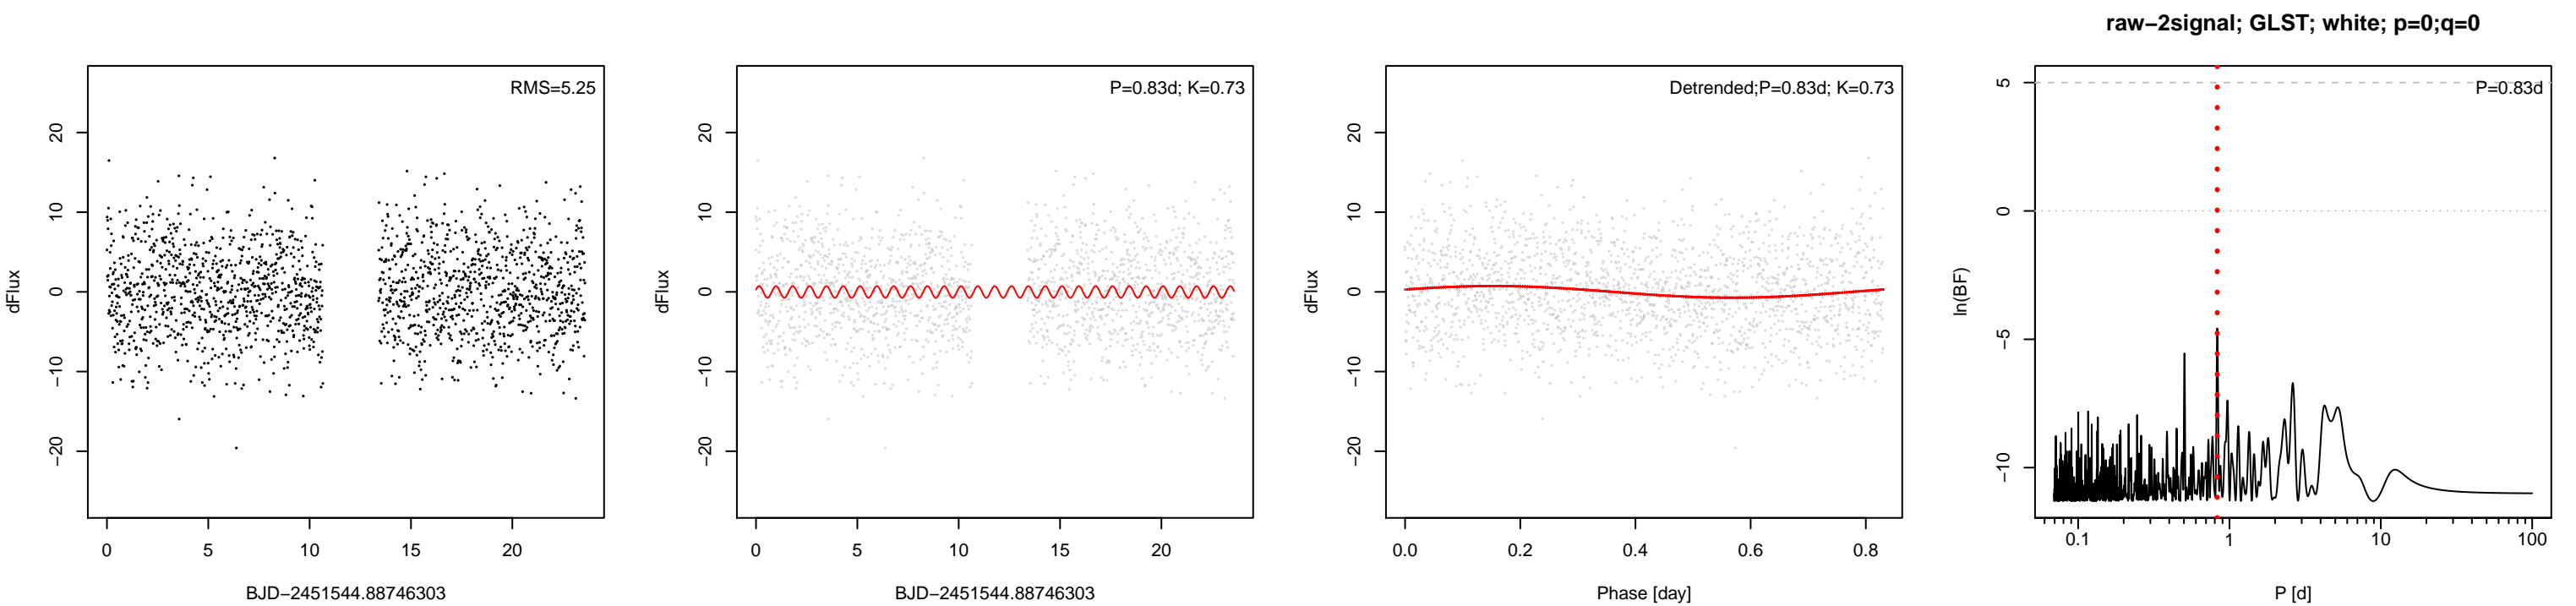 raw−2signal; GLST; white; p=0;q=0
RMS=5.25
dFlux
20
10
0
−10
−20
0 5 10 15 20
BJD−2451544.88746303
P=0.83d; K=0.73
dFlux
20
10
0
−10
−20
0 5 10 15 20
BJD−2451544.88746303
Detrended;P=0.83d; K=0.73
dFlux
20
10
0
−10
−20
0.0 0.2 0.4 0.6 0.8
Phase [day]
P=0.83d
ln(BF)
5
0
−5
−10
0.1 1 10 100
P [d]